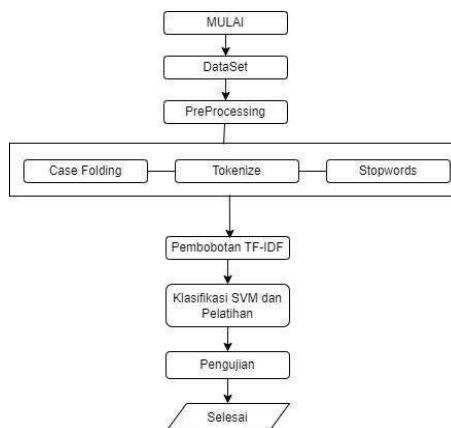 MULAI
DataSet
PreProcessing
Case Folding
Tokenize
Stopwords
Pembobotan TF-IDF
Klasifikasi SVM dan
Pelatihan
Pengujian
Selesai